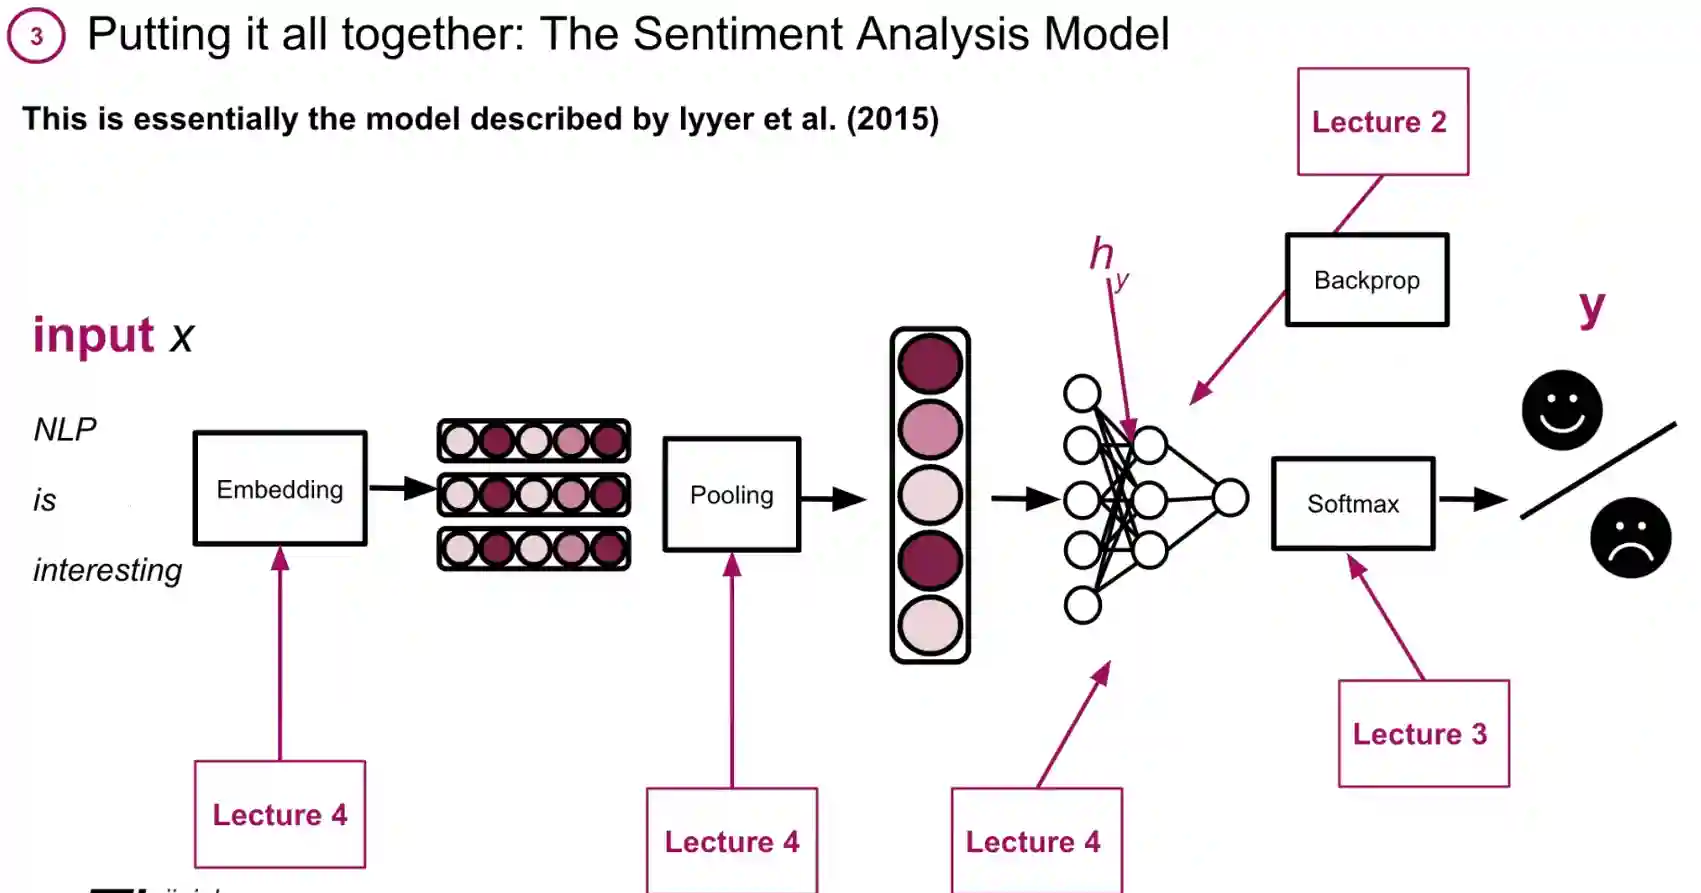 3 Putting it all together: The Sentiment Analysis Model
This is essentially the model described by Iyyer et al. (2015)
Lecture 2
Backprop
h y
y
input x
NLP
is
interesting
Embedding
Pooling
Softmax
Lecture 3
Lecture 4
Lecture 4
Lecture 4